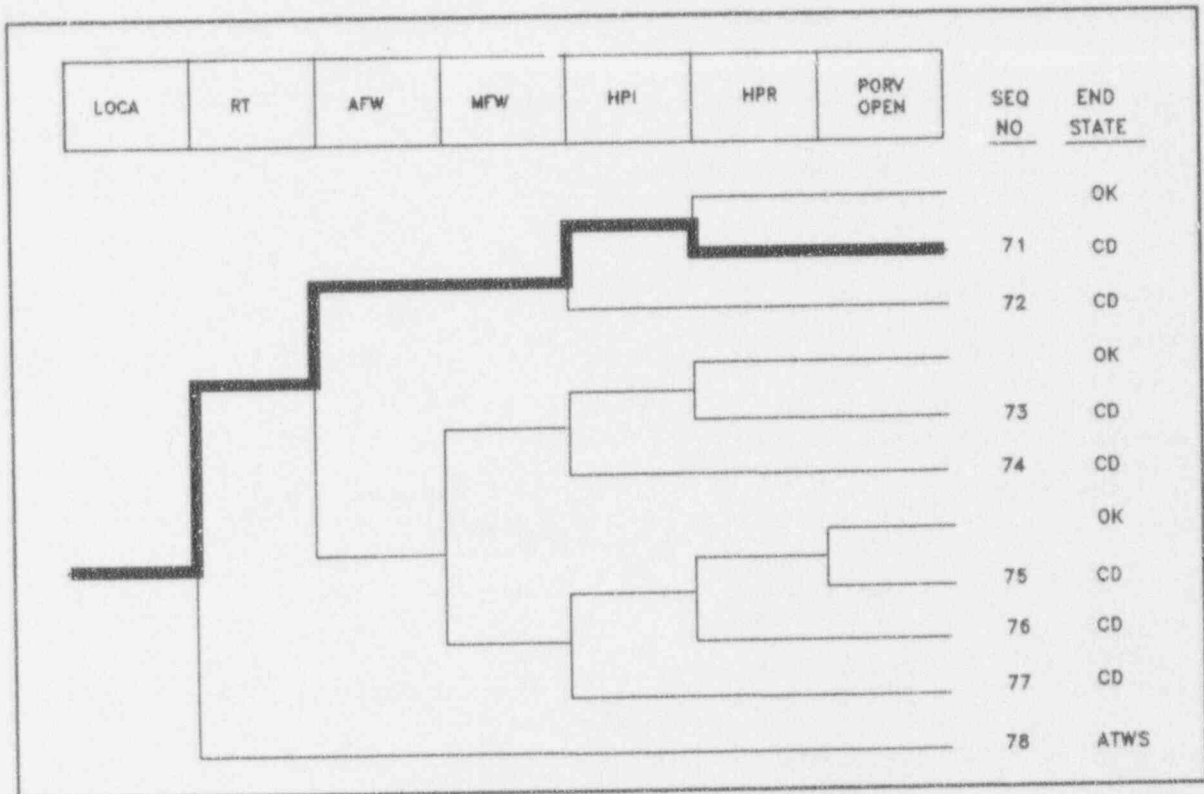 LOCA RT AFW MFW HPI HPR PORV OPEN SEQ NO END STATE
OK
71 CD
72 CD
OK
73 CD
74 CD
OK
75 CD
76 CD
77 CD
78 ATWS